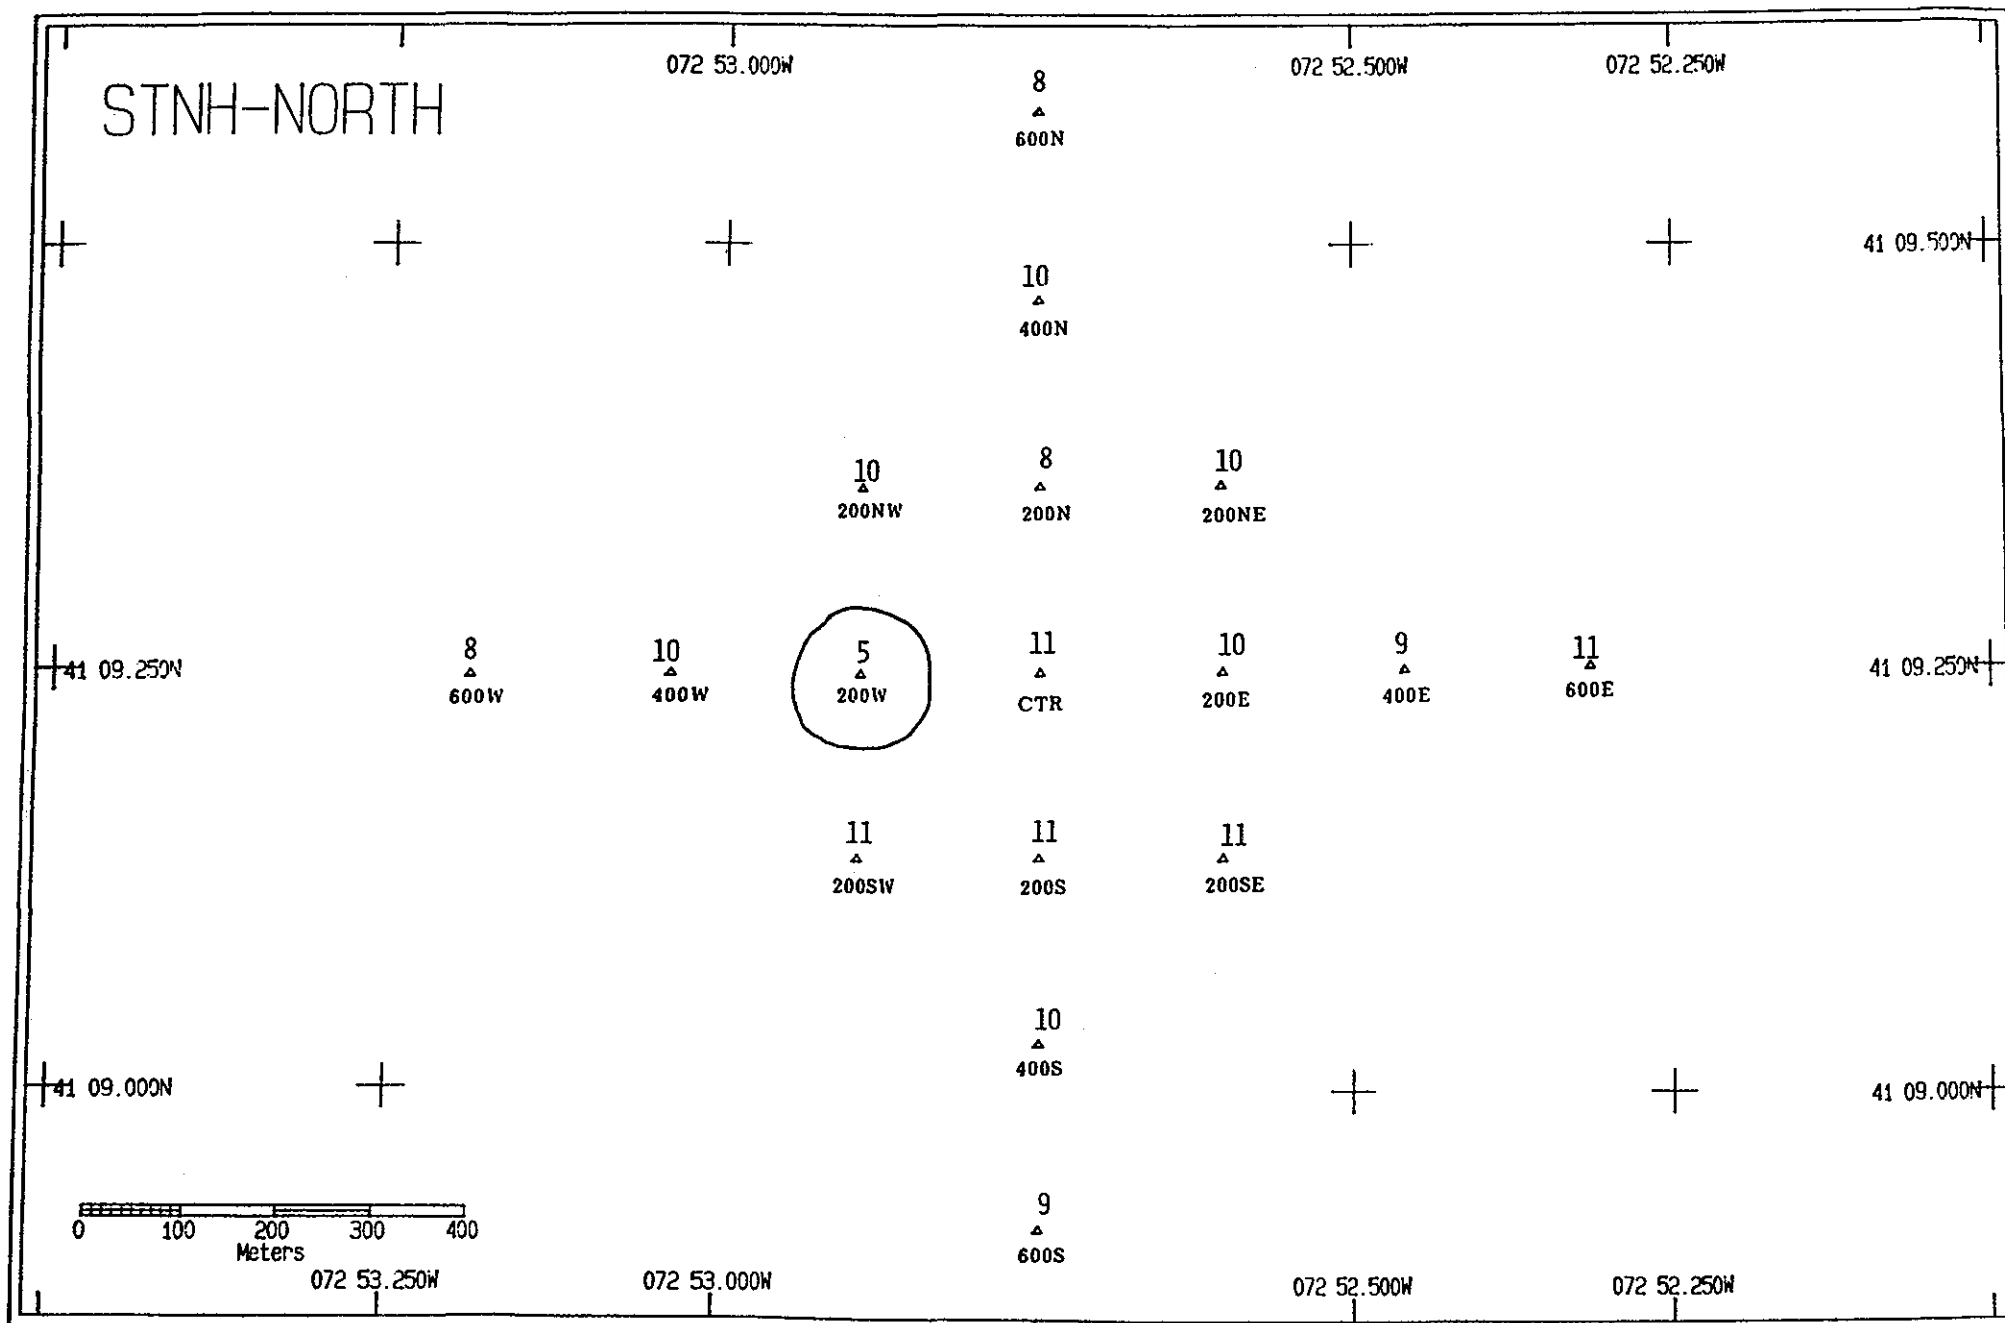 072 53.000W 072 52.500W 072 52.250W
STNH-NORTH
8
600N
41 09.500N
10
400N
10 8 10
200NW 200N 200NE
41 09.250N 8 10 5 11 10 9 11 41 09.250N
600W 400W 200W CTR 200E 400E 600E
11 11 11
200SW 200S 200SE
10
400S
41 09.000N 41 09.000N
9
600S
0 100 200 300 400
Meters
072 53.250W 072 53.000W 072 52.500W 072 52.250W